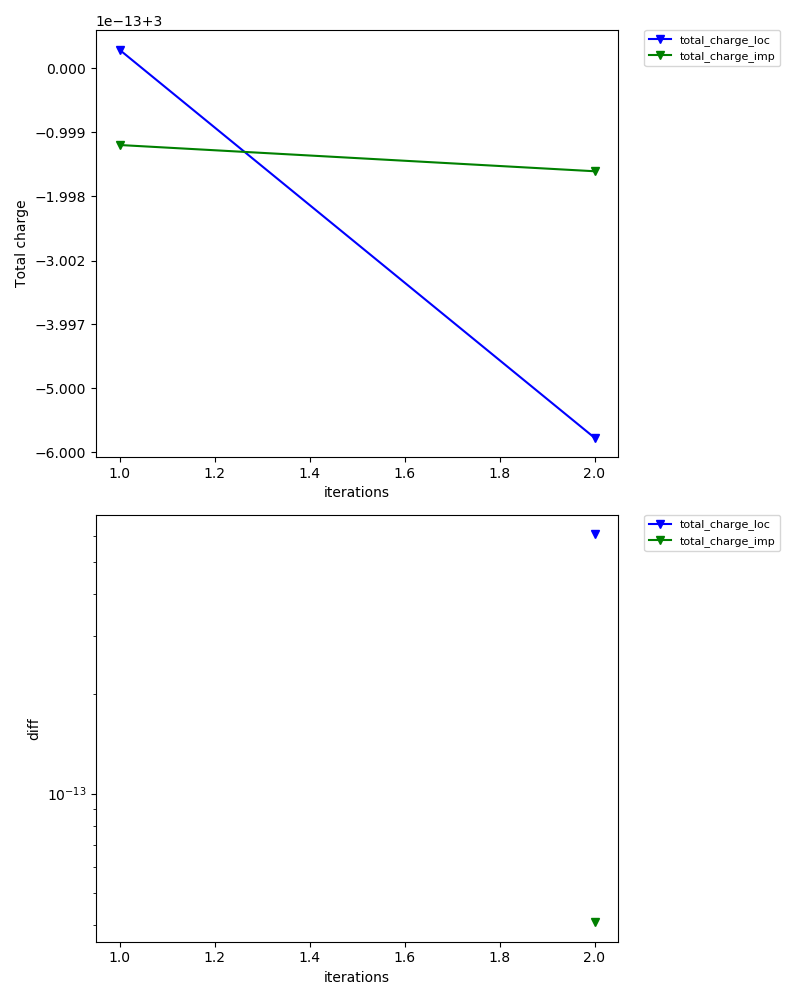 1e−13+3
0.000
−0.999
−1.998
−3.002
−3.997
−5.000
−6.000
Total charge
1.0 1.2 1.4 1.6 1.8 2.0
iterations
total_charge_loc
total_charge_imp
10−13
diff
1.0 1.2 1.4 1.6 1.8 2.0
iterations
total_charge_loc
total_charge_imp